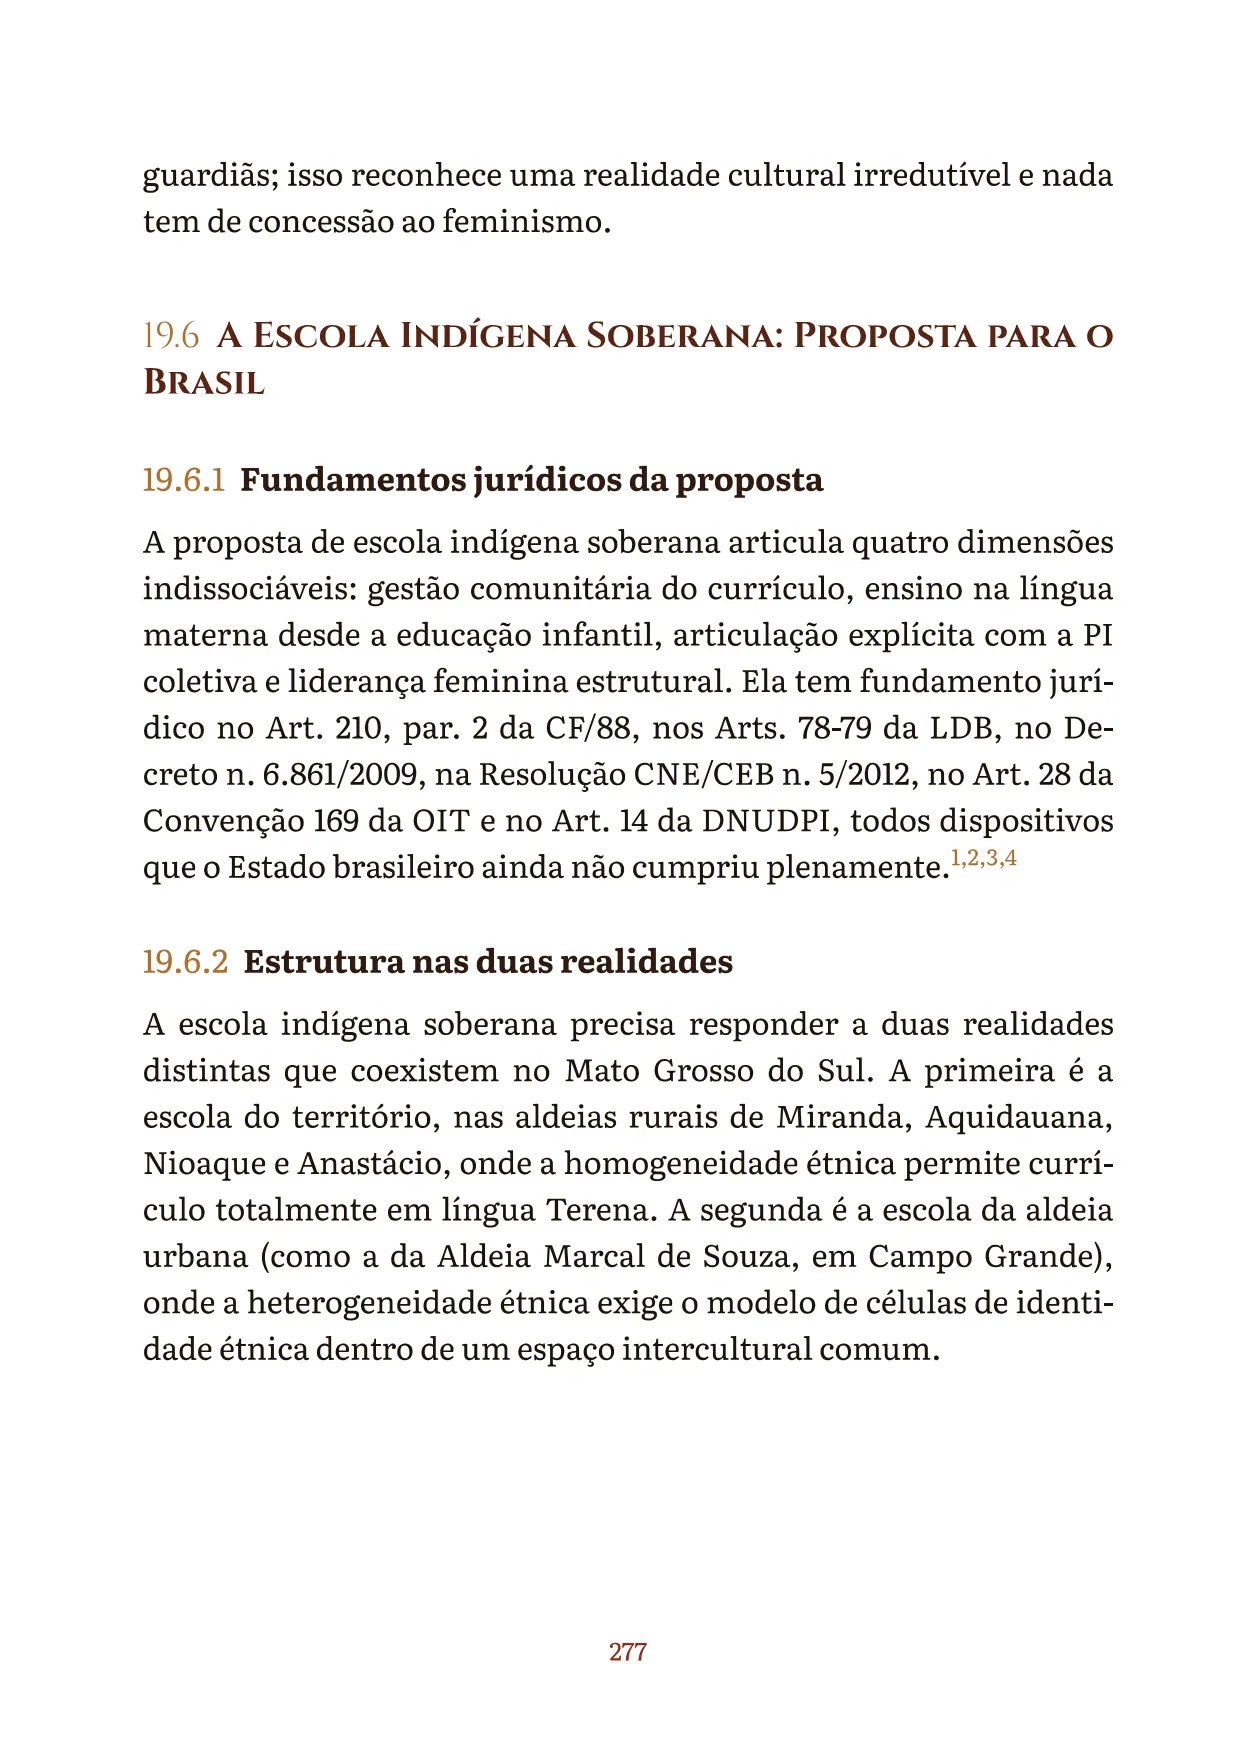 guardiãs; isso reconhece uma realidade cultural irredutível e nada
tem de concessão ao feminismo.
19.6 A Escola Indígena Soberana: Proposta para o
Brasil
19.6.1 Fundamentos jurídicos da proposta
A proposta de escola indígena soberana articula quatro dimensões
indissociáveis: gestão comunitária do currículo, ensino na língua
materna desde a educação infantil, articulação explícita com a PI
coletiva e liderança feminina estrutural. Ela tem fundamento jurí-
dico no Art. 210, par. 2 da CF/88, nos Arts. 78-79 da LDB, no De-
creto n. 6.861/2009, na Resolução CNE/CEB n. 5/2012, no Art. 28 da
Convenção 169 da OIT e no Art. 14 da DNUDPI, todos dispositivos
que o Estado brasileiro ainda não cumpriu plenamente.1,2,3,4
19.6.2 Estrutura nas duas realidades
A escola indígena soberana precisa responder a duas realidades
distintas que coexistem no Mato Grosso do Sul. A primeira é a
escola do território, nas aldeias rurais de Miranda, Aquidauana,
Nioaque e Anastácio, onde a homogeneidade étnica permite currí-
culo totalmente em língua Terena. A segunda é a escola da aldeia
urbana (como a da Aldeia Marcal de Souza, em Campo Grande),
onde a heterogeneidade étnica exige o modelo de células de identi-
dade étnica dentro de um espaço intercultural comum.
277